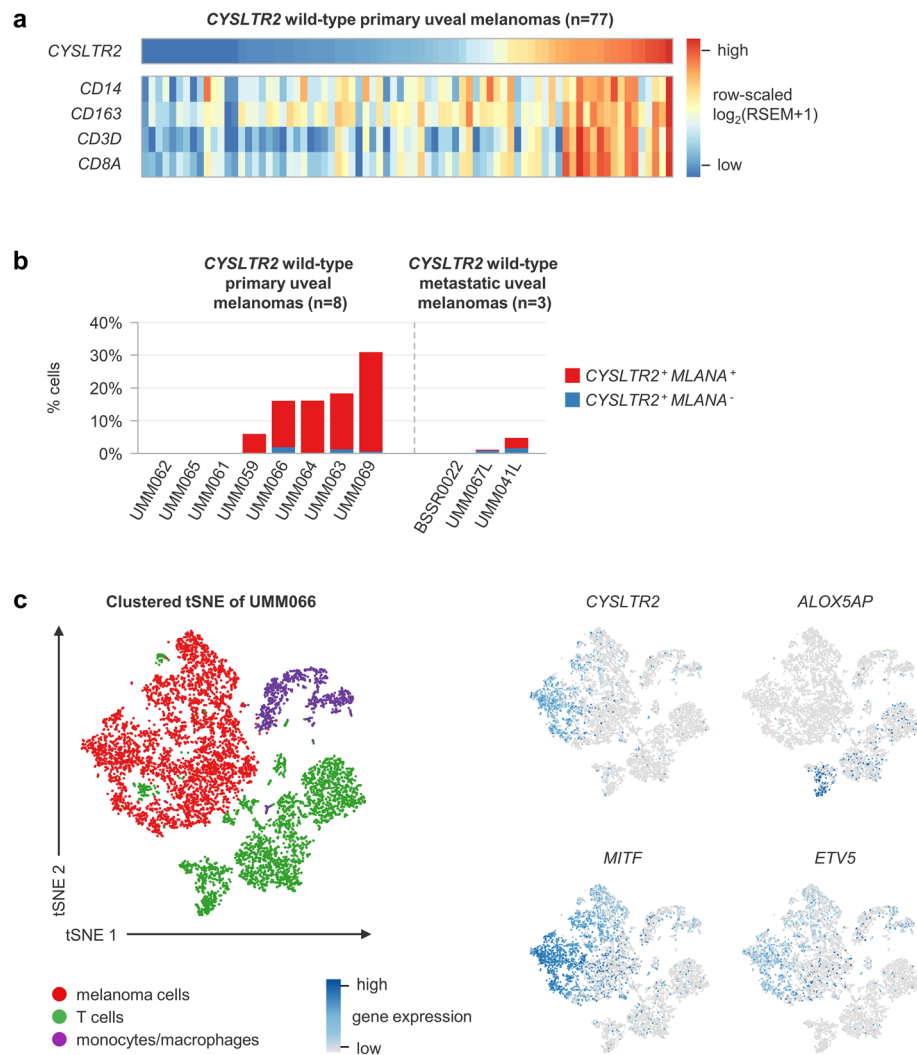 a
CYSLTR2 wild-type primary uveal melanomas (n=77)
CYSLTR2
CD14
CD163
CD3D
CD8A
high
row-scaled
log₂(RSEM+1)
low
b
CYSLTR2 wild-type
primary uveal
melanomas (n=8)
CYSLTR2 wild-type
metastatic uveal
melanomas (n=3)
% cells
40%
30%
20%
10%
0%
UMM062
UMM065
UMM061
UMM059
UMM066
UMM064
UMM063
UMM069
BSSR0022
UMM067L
UMM041L
CYSLTR2⁺ MLANA⁺
CYSLTR2⁺ MLANA⁻
c
Clustered tSNE of UMM066
tSNE 2
tSNE 1
melanoma cells
T cells
monocytes/macrophages
high
gene expression
low
CYSLTR2
ALOX5AP
MITF
ETV5